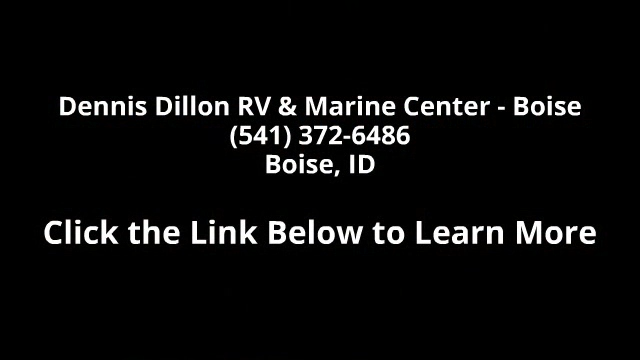 Dennis Dillon RV & Marine Center - Boise
(541) 372-6486
Boise, ID
Click the Link Below to Learn More